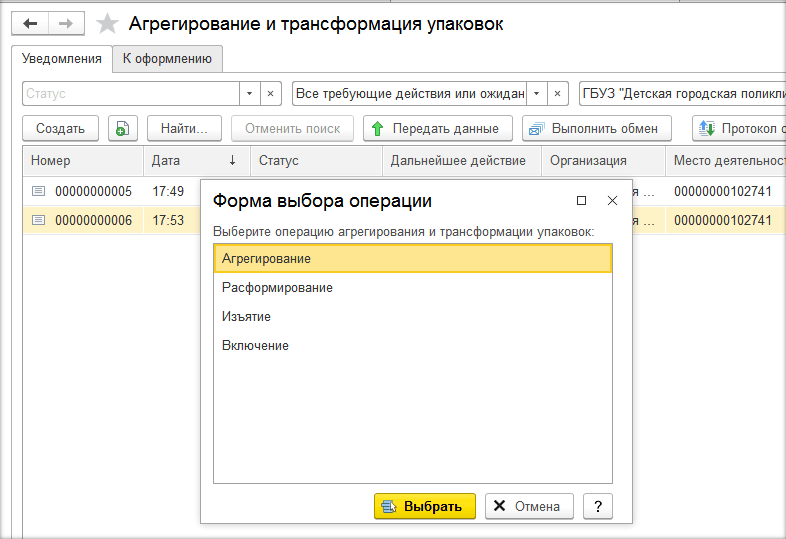 Агрегирование и трансформация упаковок
Уведомления К оформлению
Статус Все требующие действия или ожидан ГБУЗ "Детская городская поликли
Создать Найти... Отменить поиск Передать данные Выполнить обмен Протокол о
Номер Дата ↓ Статус Дальнейшее действие Организация Место деятельност
00000000005 17:49 я ... 00000000102741
00000000006 17:53 я ... 00000000102741
Форма выбора операции
Выберите операцию агрегирования и трансформации упаковок:
Агрегирование
Расформирование
Изъятие
Включение
Выбрать Отмена ?